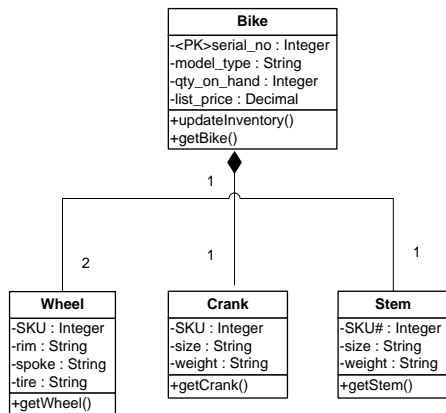 Bike
-<PK>serial_no : Integer
-model_type : String
-qty_on_hand : Integer
-list_price : Decimal
+updateInventory()
+getBike()
1
2
1
1
Wheel
-SKU : Integer
-rim : String
-spoke : String
-tire : String
+getWheel()
Crank
-SKU : Integer
-size : String
-weight : String
+getCrank()
Stem
-SKU# : Integer
-size : String
-weight : String
+getStem()